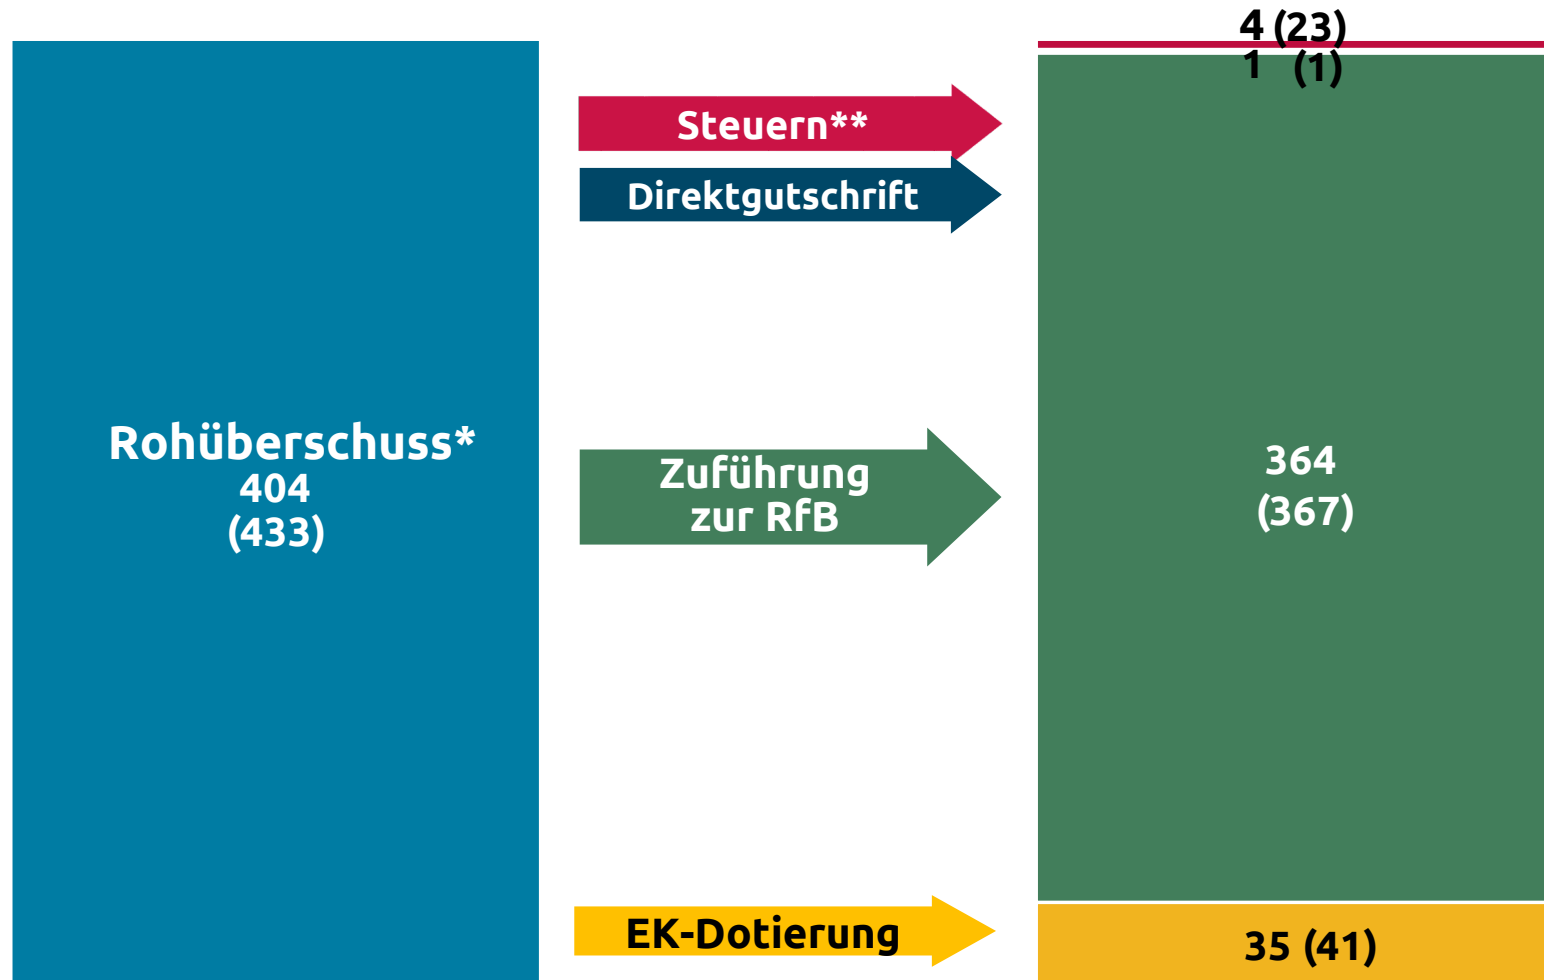 4 (23)
1 (1)
Steuern**
Direktgutschrift
Rohüberschuss*
404
(433)
Zuführung
zur RfB
364
(367)
EK-Dotierung
35 (41)